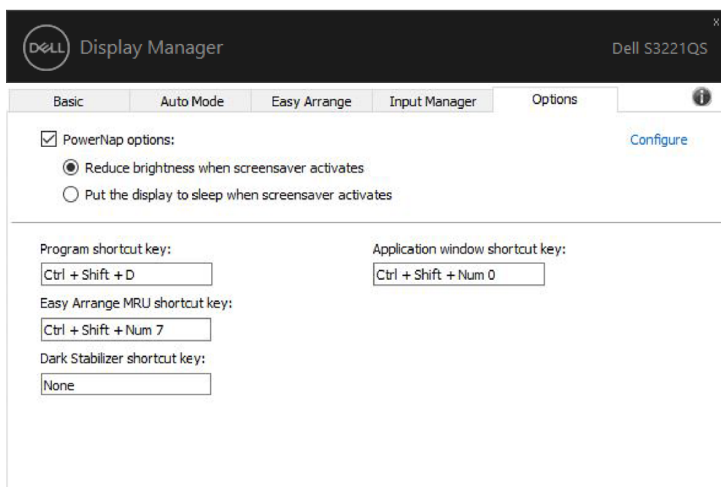 x
DELL Display Manager
Dell S3221QS
Basic Auto Mode Easy Arrange Input Manager Options
PowerNap options:
Configure
Reduce brightness when screensaver activates
Put the display to sleep when screensaver activates
Program shortcut key:
Application window shortcut key:
Ctrl + Shift + D
Ctrl + Shift + Num 0
Easy Arrange MRU shortcut key:
Ctrl + Shift + Num 7
Dark Stabilizer shortcut key:
None